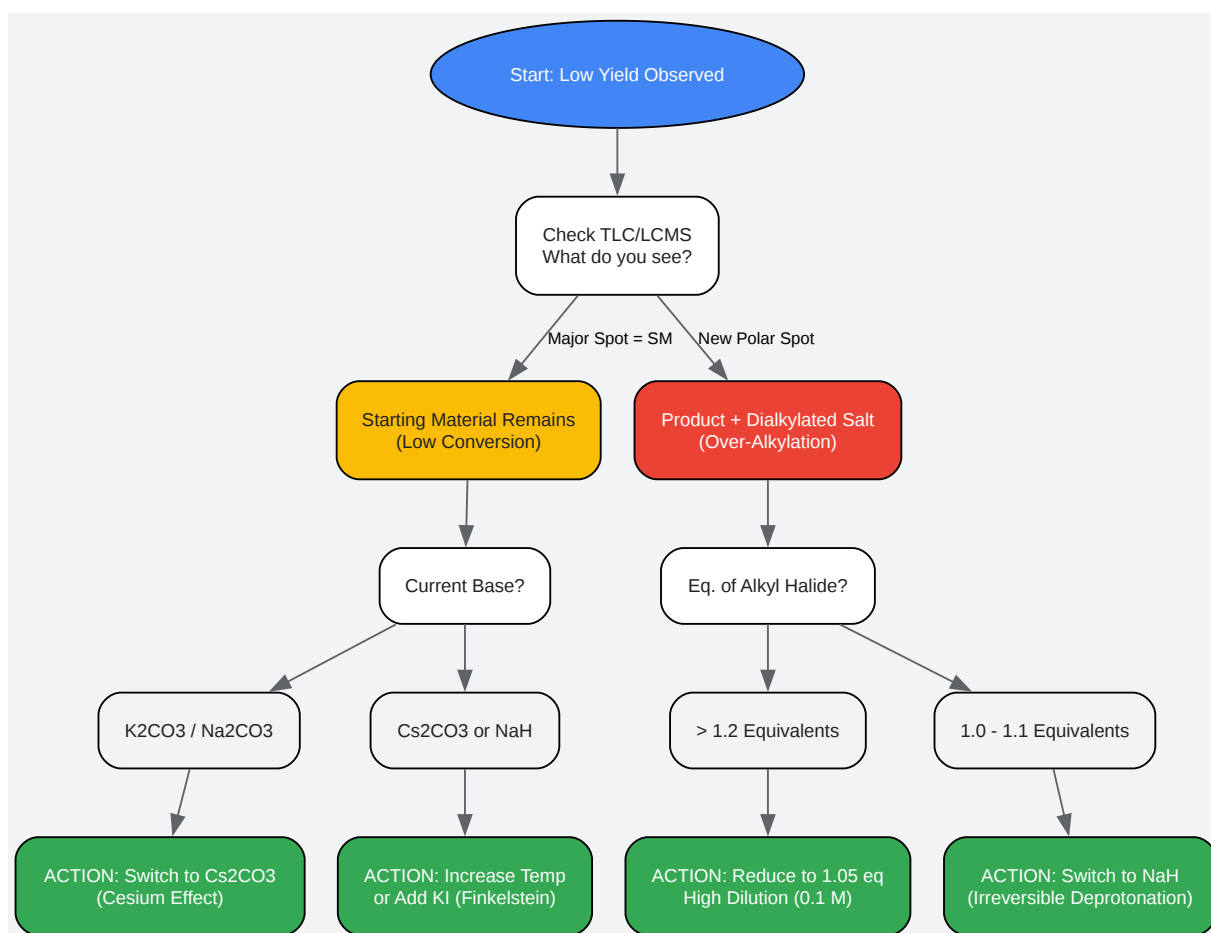 Start: Low Yield Observed
Check TLC/LCMS
What do you see?
Major Spot = SM
New Polar Spot
Starting Material Remains
(Low Conversion)
Product + Dialkylated Salt
(Over-Alkylation)
Current Base?
Eq. of Alkyl Halide?
K2CO3 / Na2CO3
Cs2CO3 or NaH
> 1.2 Equivalents
1.0 - 1.1 Equivalents
ACTION: Switch to Cs2CO3
(Cesium Effect)
ACTION: Increase Temp
or Add KI (Finkelstein)
ACTION: Reduce to 1.05 eq
High Dilution (0.1 M)
ACTION: Switch to NaH
(Irreversible Deprotonation)